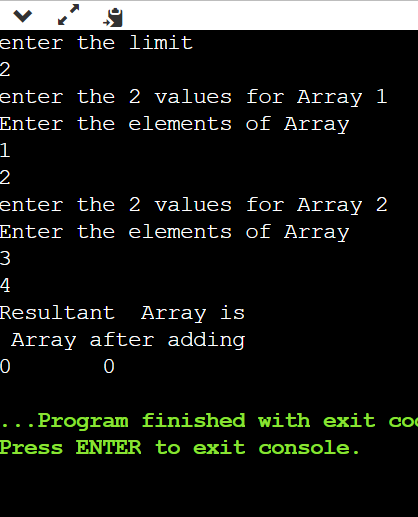 enter the limit
2
enter the 2 values for Array 1
Enter the elements of Array
1
2
enter the 2 values for Array 2
Enter the elements of Array
3
4
Resultant  Array is
 Array after adding
0       0
...Program finished with exit
Press ENTER to exit console.